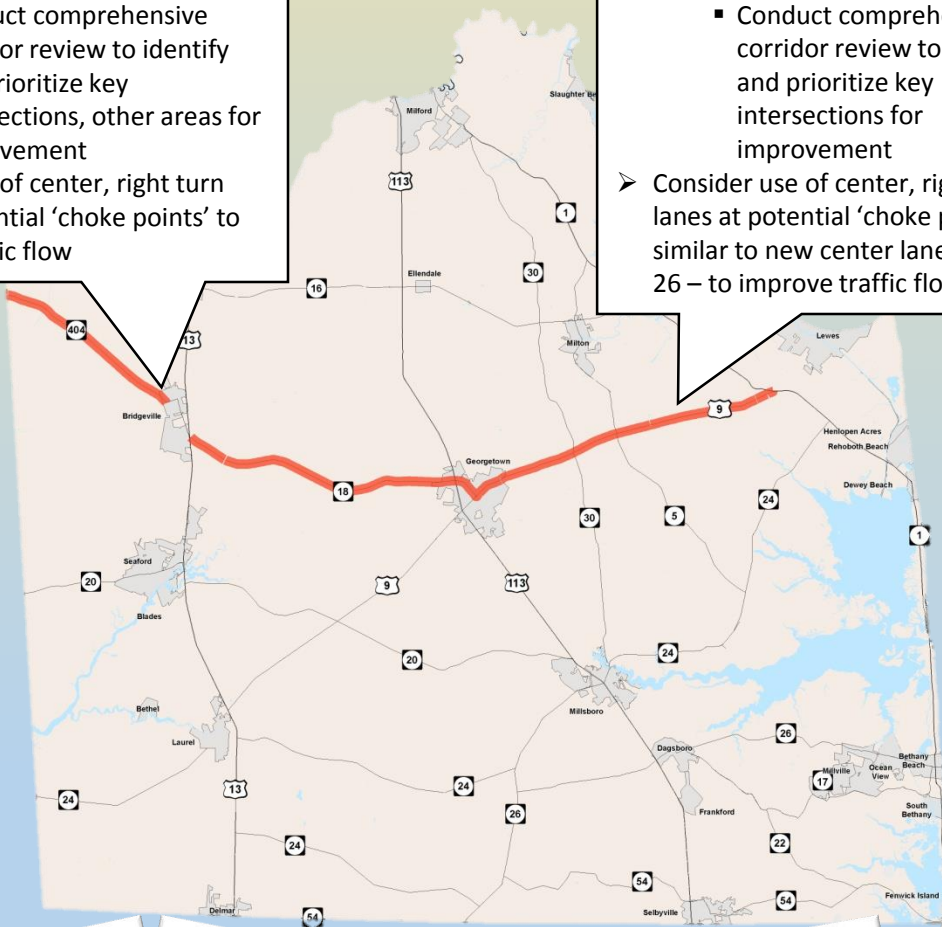 uct comprehensive
or review to identify
rioritize key
ections, other areas for
vement
of center, right turn
ntial ‘choke points’ to
ic flow
▪ Conduct comprehe
corridor review to
and prioritize key
intersections for
improvement
➢ Consider use of center, rig
lanes at potential ‘choke p
similar to new center lane
26 – to improve traffic flo
Slaughter Be
Milford
113
1
30
Ellendale
16
404
13
Milton
Lewes
Bridgeville
9
Henlopen Acres
Rehoboth Beach
Georgetown
Dewey Beach
18
24
30
5
1
Seaford
20
9
113
Blades
20
24
Millsboro
Bethel
Laurel
26
Dagsboro
Bethany
Beach
Ocean
View
Millville
17
13
24
24
26
Frankford
South
Bethany
24
22
54
54
Fenwick Island
Delmar
54
Selbyville